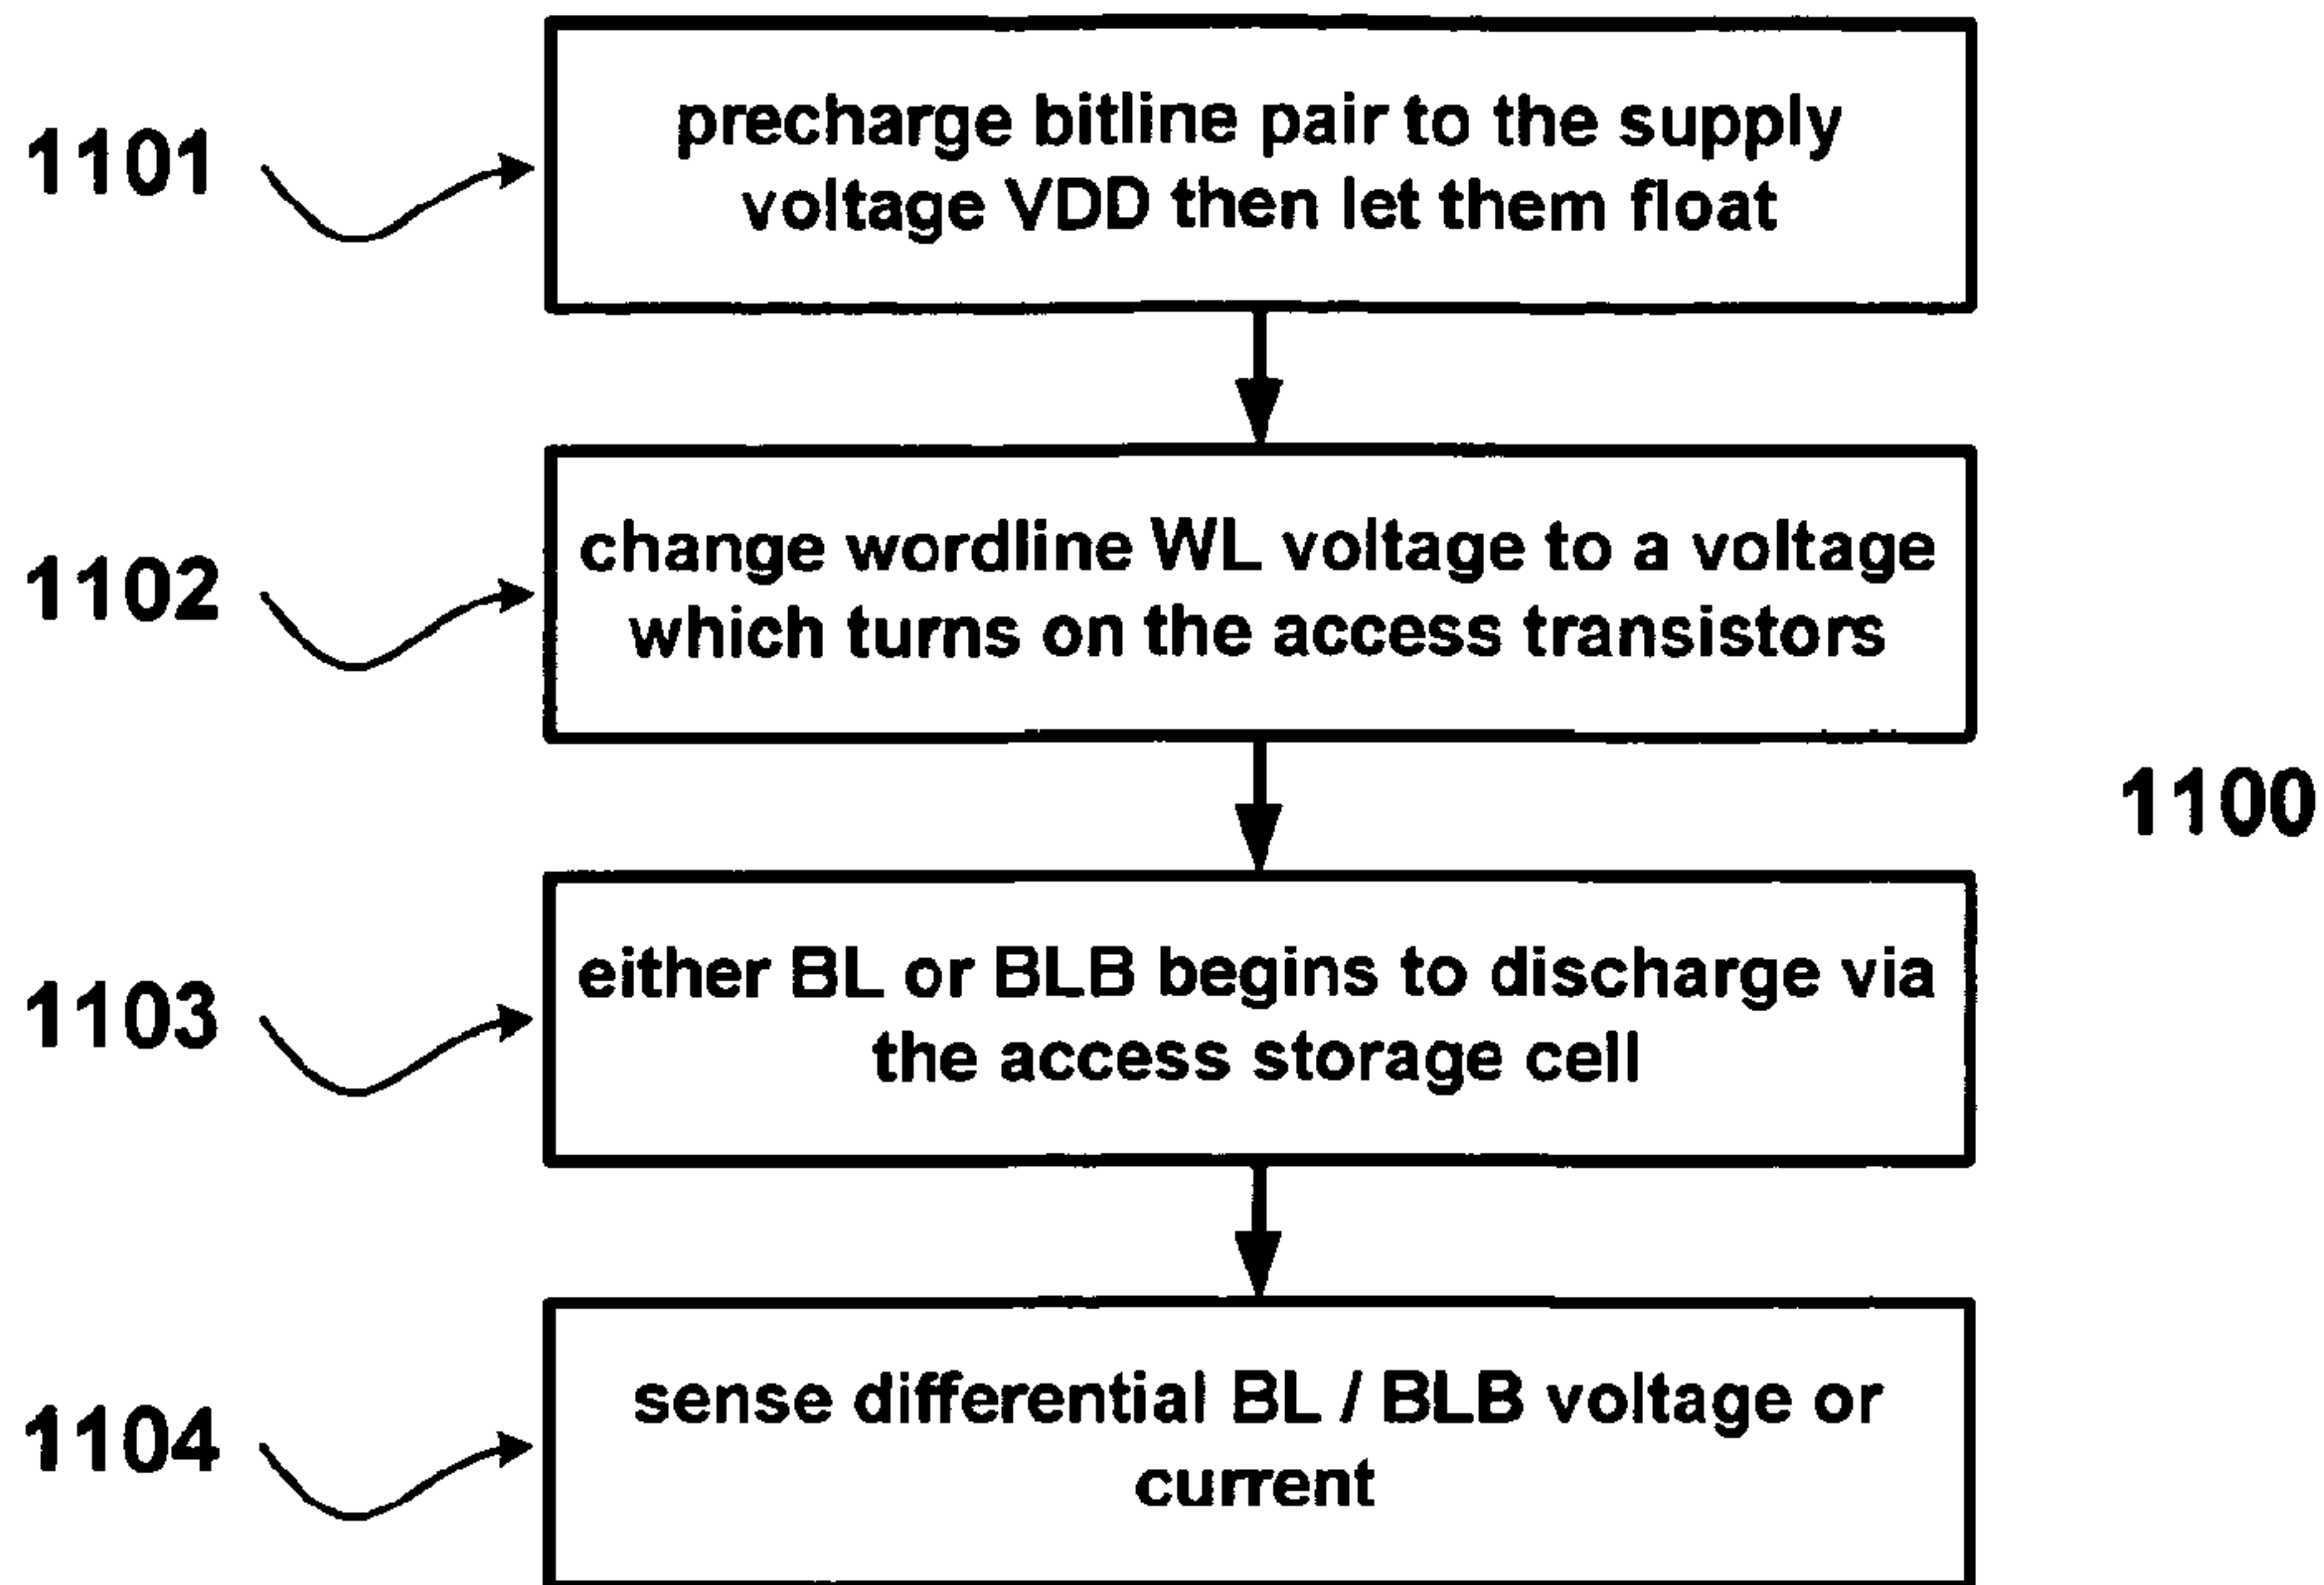 1101
precharge bitline pair to the supply
voltage VDD then let them float
1102
change wordline WL voltage to a voltage
which turns on the access transistors
1100
1103
either BL or BLB begins to discharge via
the access storage cell
1104
sense differential BL / BLB voltage or
current